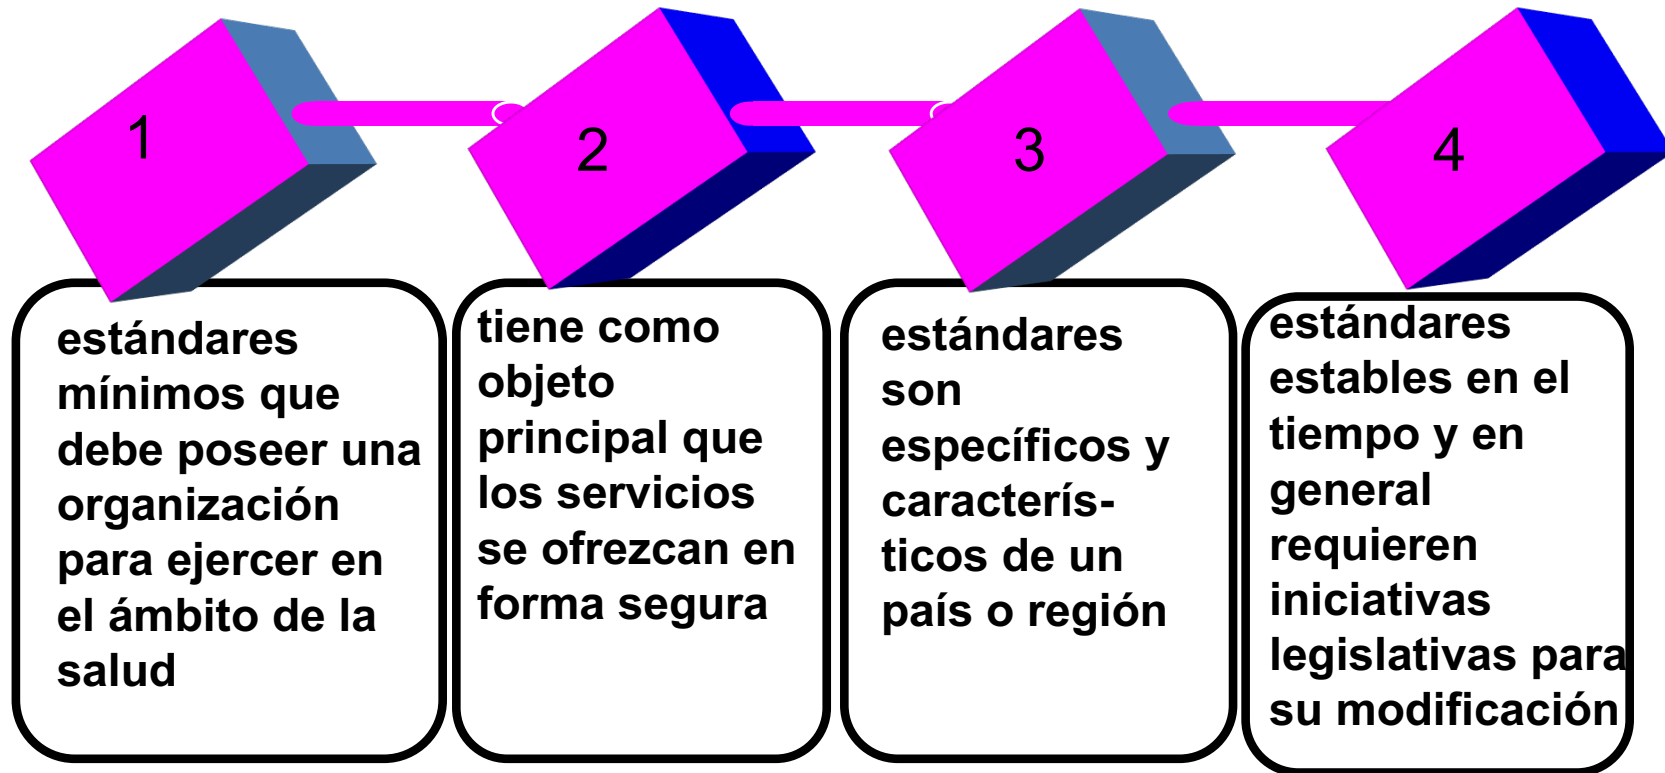 1
estándares
mínimos que
debe poseer una
organización
para ejercer en
el ámbito de la
salud
2
tiene como
objeto
principal que
los servicios
se ofrezcan en
forma segura
3
estándares
son
específicos y
caracterís-
ticos de un
país o región
4
estándares
estables en el
tiempo y en
general
requieren
iniciativas
legislativas para
su modificación